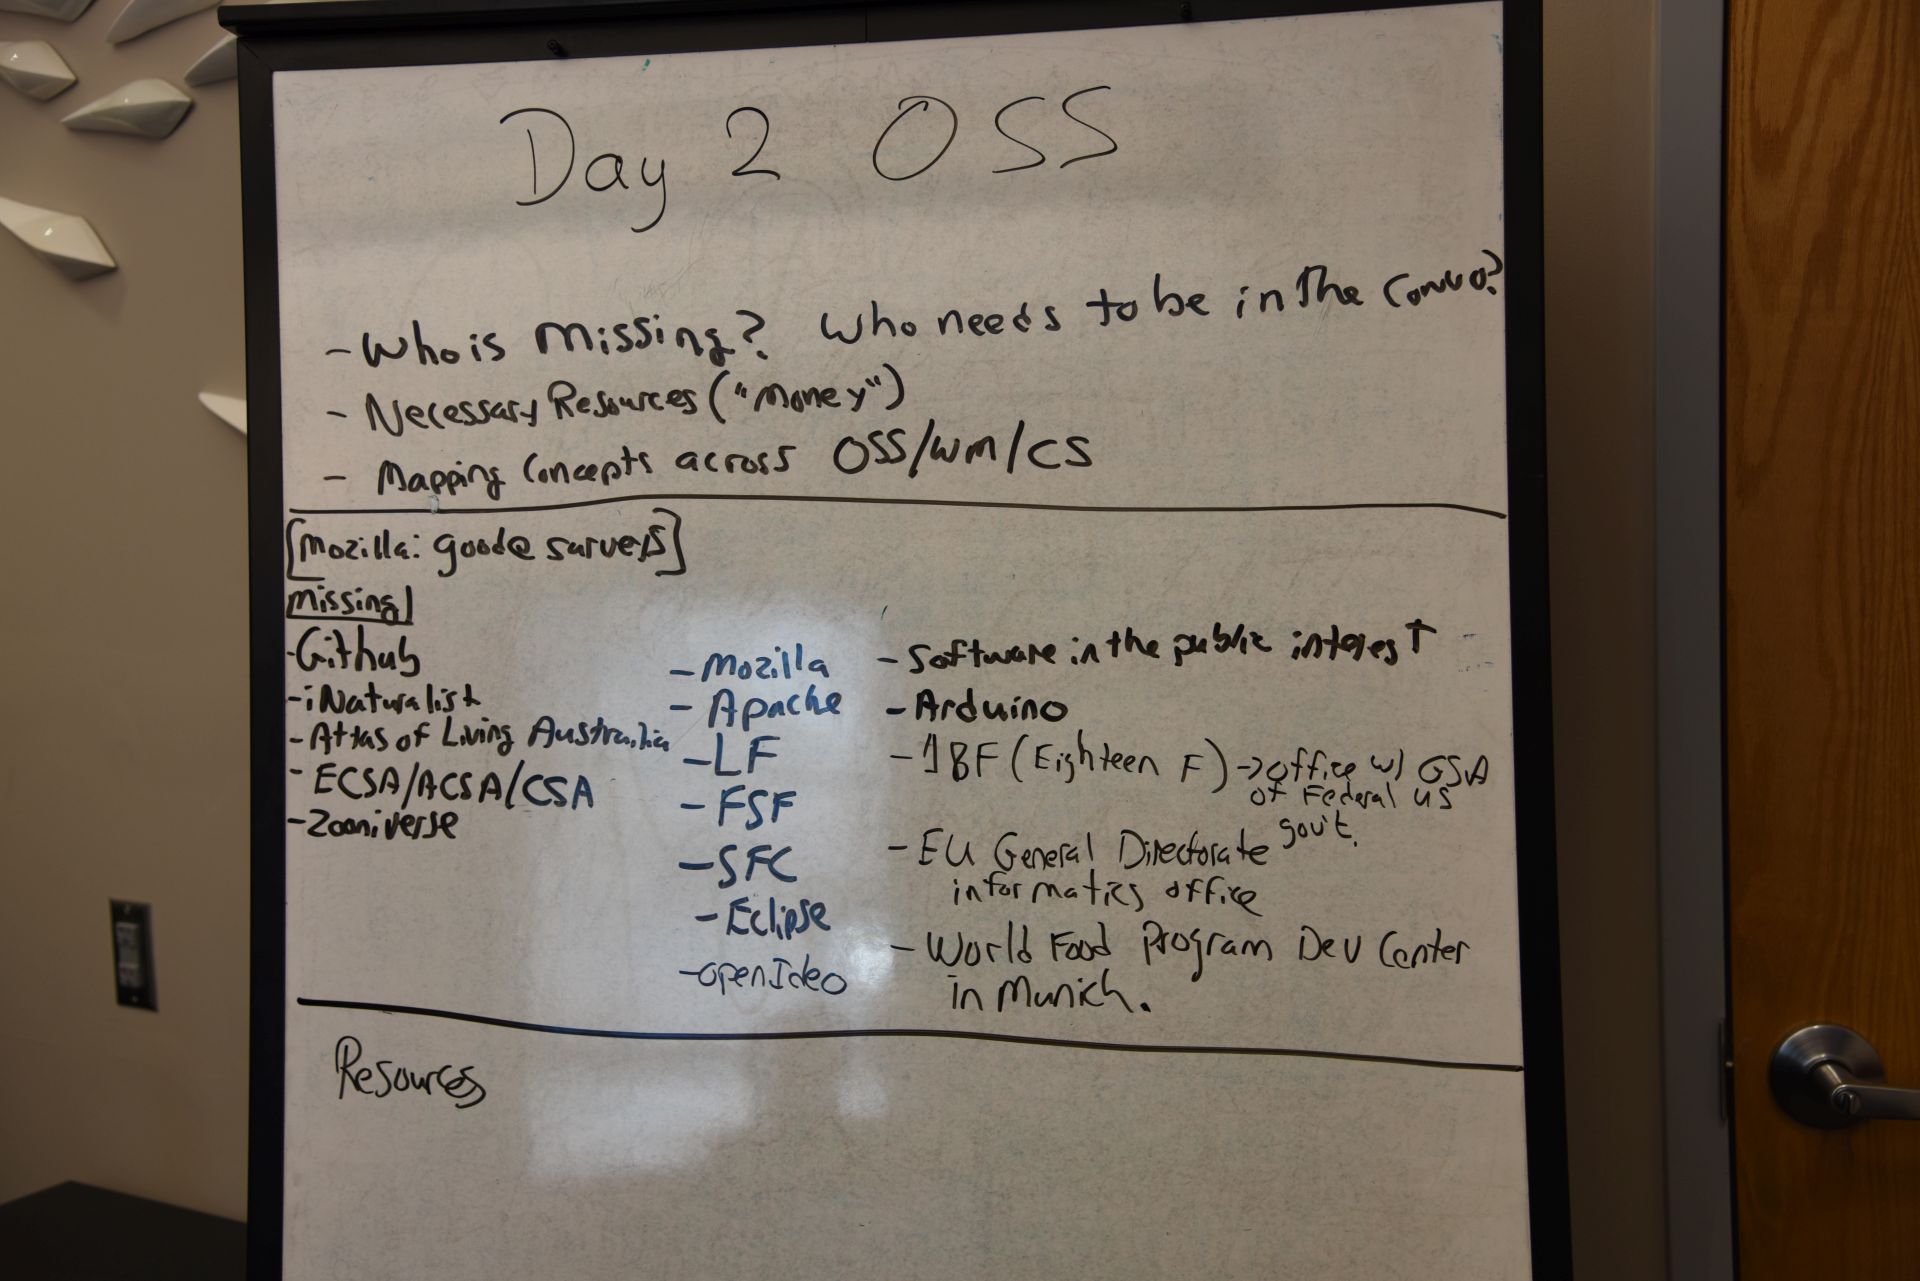 Day 2 OSS
- Who is missing? Who needs to be in the convo?
- Necessary Resources ("money")
- Mapping Concepts across OSS/WM/CS
[Mozilla: good@ surveys]
Missing
- Github
- iNaturalist
- Atlas of Living Australia
- ECSA/ACSA/CSA
- Zooniverse
- Mozilla
- Apache
- LF
- FSF
- SFC
- Eclipse
- openIdeo
- Software in the public interest
- Arduino
- 18F (Eighteen F) → office w/ GSA
of Federal US
gov't.
- EU General Directorate
informatics office
- World Food Program Dev Center
in Munich.
Resources